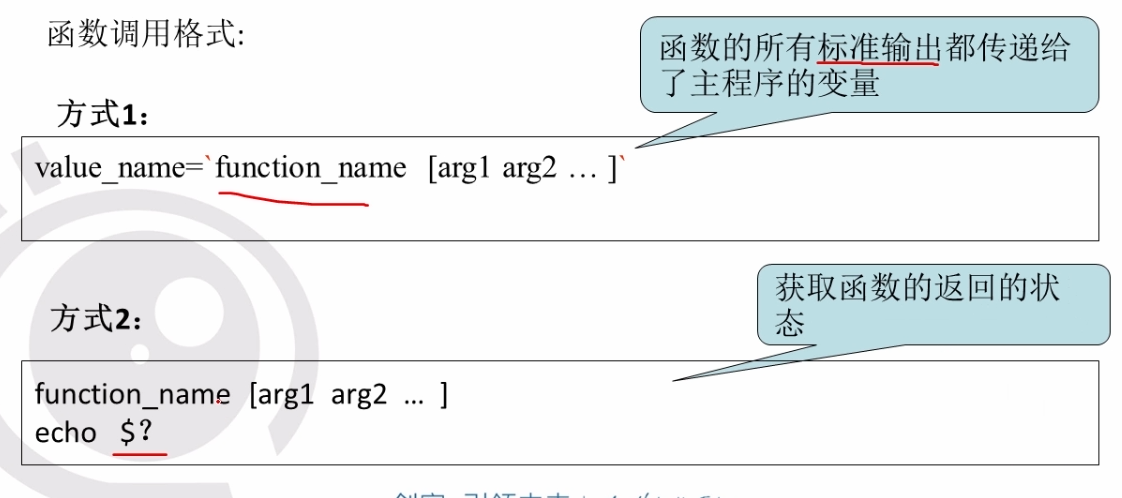 函数调用格式:
函数的所有标准输出都传递给
了主程序的变量
方式1：
value_name=`function_name [arg1 arg2 … ]`
获取函数的返回的状
态
方式2：
function_name [arg1 arg2 … ]
echo $?